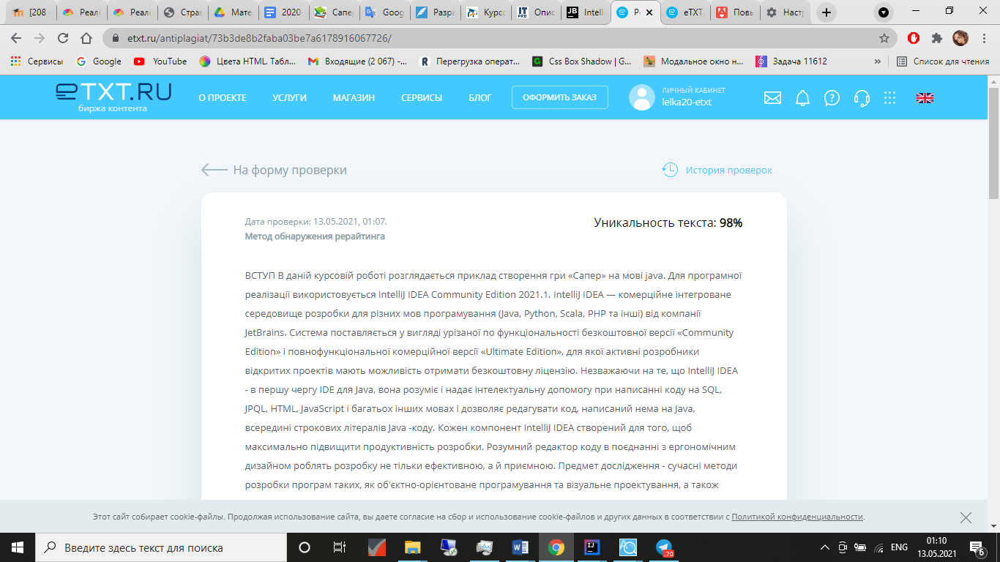 [208 Реалі Реалі Страв Мате 2020- Сапер Goog Разра Курсо Опис Intell Ре eTXT. Повы Настр
etxt.ru/antiplagiat/73b3de8b2faba03be7a6178916067726/
Сервисы Google YouTube Цвета HTML. Табл... Входящие (2 067) -... Перегрузка операт... Css Box Shadow | G... Модальное окно н... Задача 11612 » Список для чтения
eTXT.RU
биржа контента
О ПРОЕКТЕ УСЛУГИ МАГАЗИН СЕРВИСЫ БЛОГ ОФОРМИТЬ ЗАКАЗ
ЛИЧНЫЙ КАБИНЕТ
lelka20-etxt
На форму проверки История проверок
Дата проверки: 13.05.2021, 01:07. Уникальность текста: 98%
Метод обнаружения рерайтинга
ВСТУП В даній курсовій роботі розглядається приклад створення гри «Сапер» на мові java. Для програмної
реалізації використовується IntelliJ IDEA Community Edition 2021.1. IntelliJ IDEA — комерційне інтегроване
середовище розробки для різних мов програмування (Java, Python, Scala, PHP та інші) від компанії
JetBrains. Система поставляється у вигляді урізаної по функціональності безкоштовної версії «Community
Edition» і повнофункціональної комерційної версії «Ultimate Edition», для якої активні розробники
відкритих проектів мають можливість отримати безкоштовну ліцензію. Незважаючи на те, що IntelliJ IDEA
- в першу чергу IDE для Java, вона розуміє і надає інтелектуальну допомогу при написанні коду на SQL,
JPQL, HTML, JavaScript і багатьох інших мовах і дозволяє редагувати код, написаний нема на Java,
всередині строкових літералів Java -коду. Кожен компонент IntelliJ IDEA створений для того, щоб
максимально підвищити продуктивність розробки. Розумний редактор коду в поєднанні з ергономічним
дизайном роблять розробку не тільки ефективною, а й приємною. Предмет дослідження - сучасні методи
розробки програм таких, як об'єктно-орієнтоване програмування та візуальне проектування, а також
Этот сайт собирает cookie-файлы. Продолжая использование сайта, вы даете согласие на сбор и использование cookie-файлов и других данных в соответствии с Политикой конфиденциальности.
Введите здесь текст для поиска
.70
ENG
01:10
13.05.2021
6